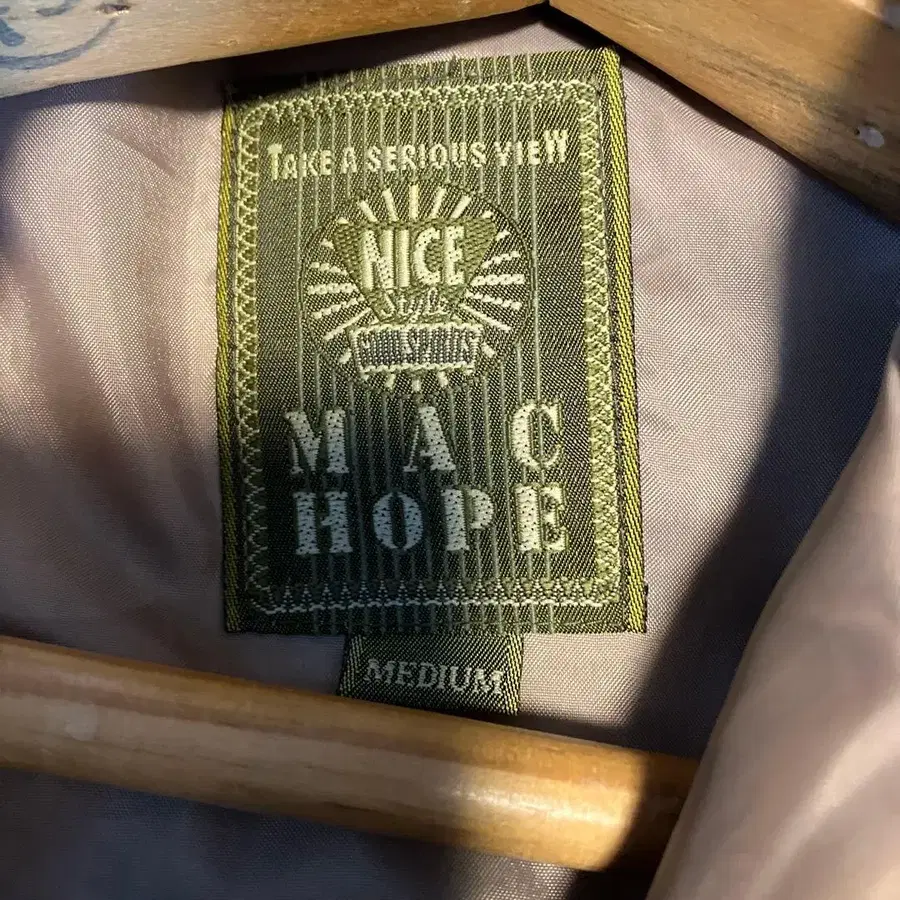 TAKE A SERIOUS VIEW
NICE
Style
GOOD SPIRITS
MAC
HOPE
MEDIUM